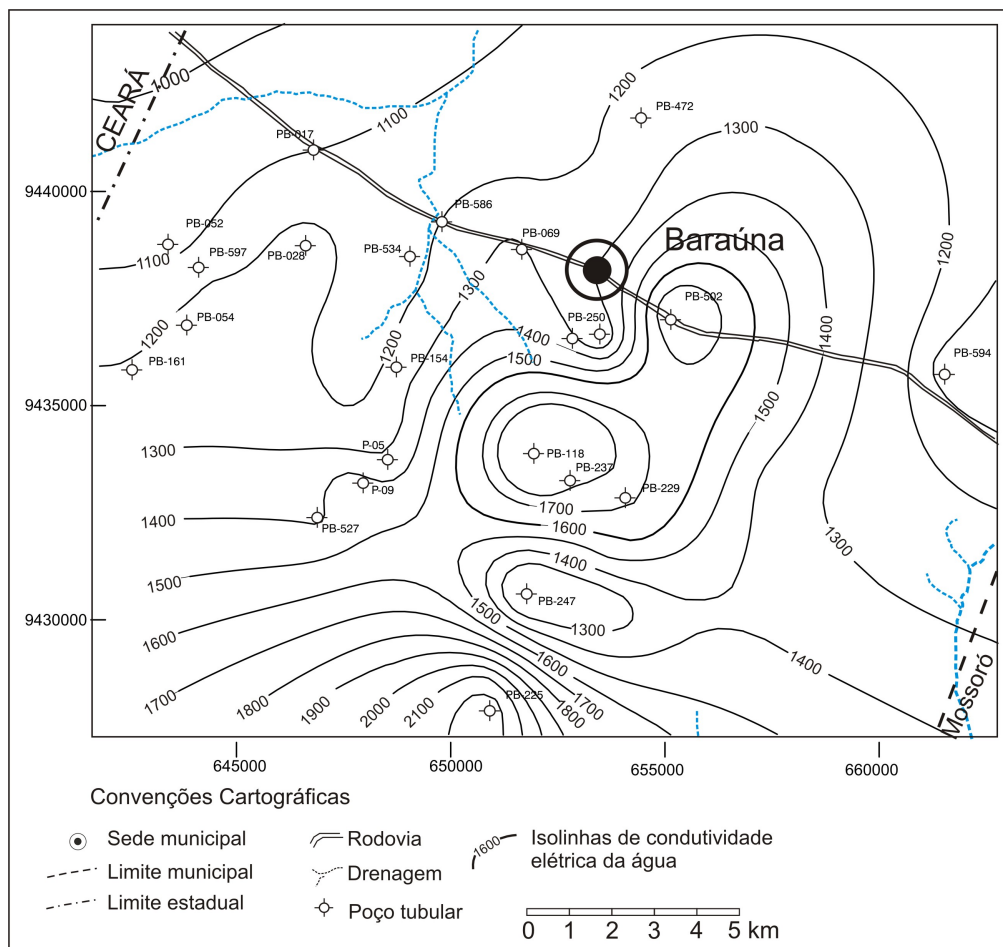 CEARÁ
1000
1100
1200
1300
PB-472
PB-017
9440000
PB-586
PB-052
PB-597
PB-028
PB-534
PB-069
Baraúna
1200
1100
1300
PB-502
PB-054
PB-250
1200
1200
1400
1400
PB-161
PB-154
1500
PB-594
9435000
1500
1300
P-05
PB-118
PB-237
P-09
PB-229
1700
1400
PB-527
1600
1300
1400
1500
PB-247
1500
1300
9430000
1600
1600
1400
1700
1800
1900
2000
2100
PB-225
1700
1800
Mossoró
645000 650000 655000 660000
Convenções Cartográficas
Sede municipal
Limite municipal
Limite estadual
Rodovia
Drenagem
Poço tubular
1600
Isolinhas de condutividade
elétrica da água
0 1 2 3 4 5 km